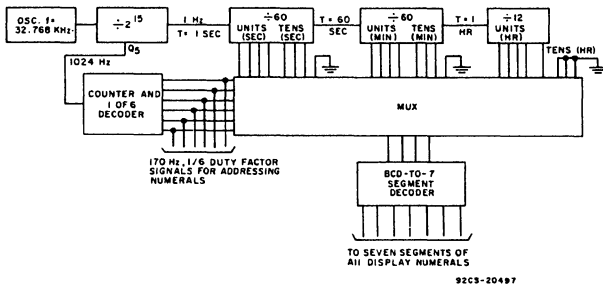 OSC. f=
32.768 KHz
÷2 15
1 Hz
T= 1 SEC
÷60
UNITS TENS
(SEC) (SEC)
T = 60
SEC
÷60
UNITS TENS
(MIN) (MIN)
T = 1
HR
÷12
UNITS
(HR)
TENS (HR)
Q5
1024 Hz
COUNTER AND
1 OF 6
DECODER
MUX
170 Hz, 1/6 DUTY FACTOR
SIGNALS FOR ADDRESSING
NUMERALS
BCD-TO-7
SEGMENT
DECODER
TO SEVEN SEGMENTS OF
All DISPLAY NUMERALS
92CS-20497